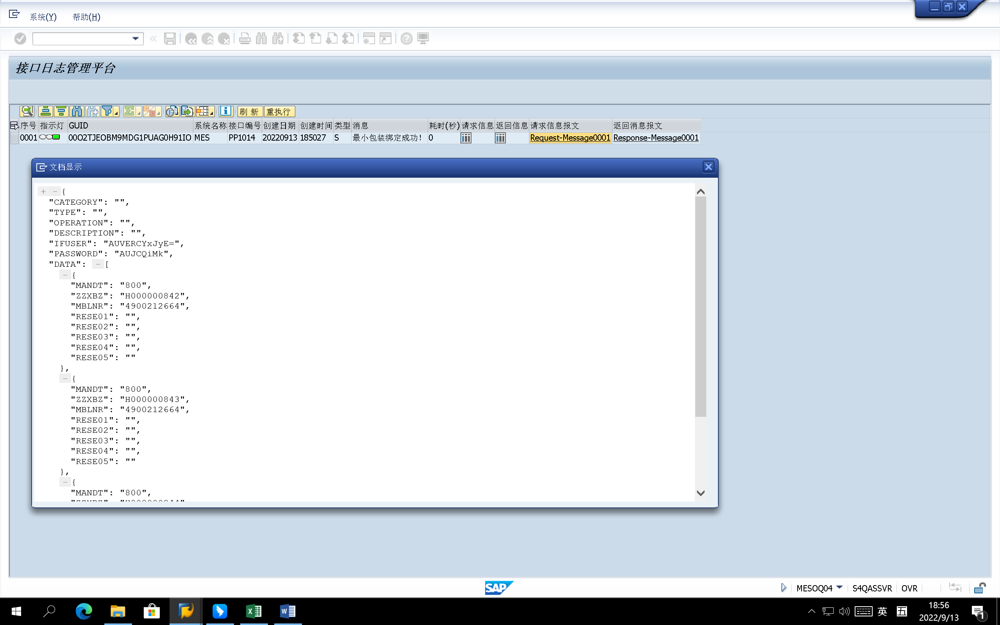 系统(Y) 帮助(H)
接口日志管理平台
刷 新 重执行
序号 指示灯 GUID 系统名称 接口编号 创建日期 创建时间 类型 消息 耗时(秒) 请求信息 返回信息 请求信息报文 返回消息报文
0001 00O2TJEOBM9MDG1PUAG0H91IO MES PP1014 20220913 185027 S 最小包装绑定成功! 0 Request-Message0001 Response-Message0001
文档显示
+ - {
"CATEGORY": "",
"TYPE": "",
"OPERATION": "",
"DESCRIPTION": "",
"IFUSER": "AUVERCYxJyE=",
"PASSWORD": "AUJCQiMk",
"DATA": - [
- {
"MANDT": "800",
"ZZXBZ": "H000000842",
"MBLNR": "4900212664",
"RESE01": "",
"RESE02": "",
"RESE03": "",
"RESE04": "",
"RESE05": ""
},
- {
"MANDT": "800",
"ZZXBZ": "H000000843",
"MBLNR": "4900212664",
"RESE01": "",
"RESE02": "",
"RESE03": "",
"RESE04": "",
"RESE05": ""
},
- {
"MANDT": "800",
SAP MESOQ04 S4QASSVR OVR
英 五 18:56
2022/9/13 1